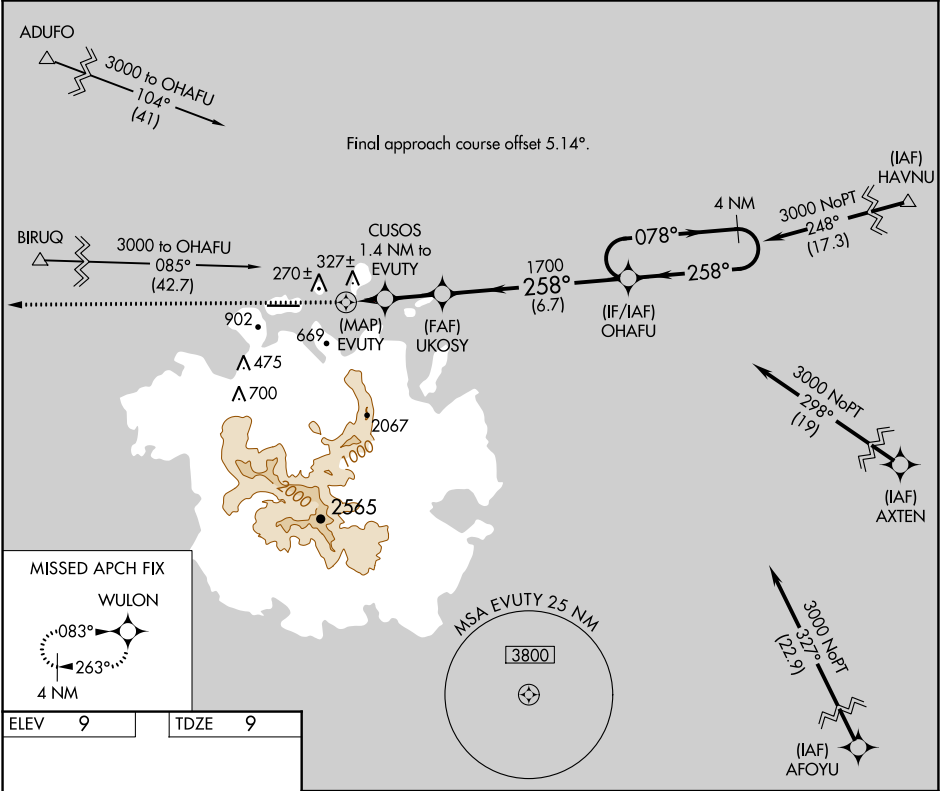 ADUFO
3000 to OHAFU
104°
(41)
Final approach course offset 5.14°.
(IAF)
HAVNU
3000 NoPT
248°
(17.3)
4 NM
078°
258°
BIRUQ
3000 to OHAFU
085°
(42.7)
CUSOS
1.4 NM to
EVUTY
270±
327±
1700
258°
(6.7)
(IF/IAF)
OHAFU
(MAP)
EVUTY
(FAF)
UKOSY
902
669
475
700
2067
1000
2000
2565
3000 NoPT
298°
(19)
(IAF)
AXTEN
MISSED APCH FIX
WULON
083°
263°
4 NM
MSA EVUTY 25 NM
3800
3000 NoPT
327°
(22.9)
(IAF)
AFOYU
ELEV 9
TDZE 9